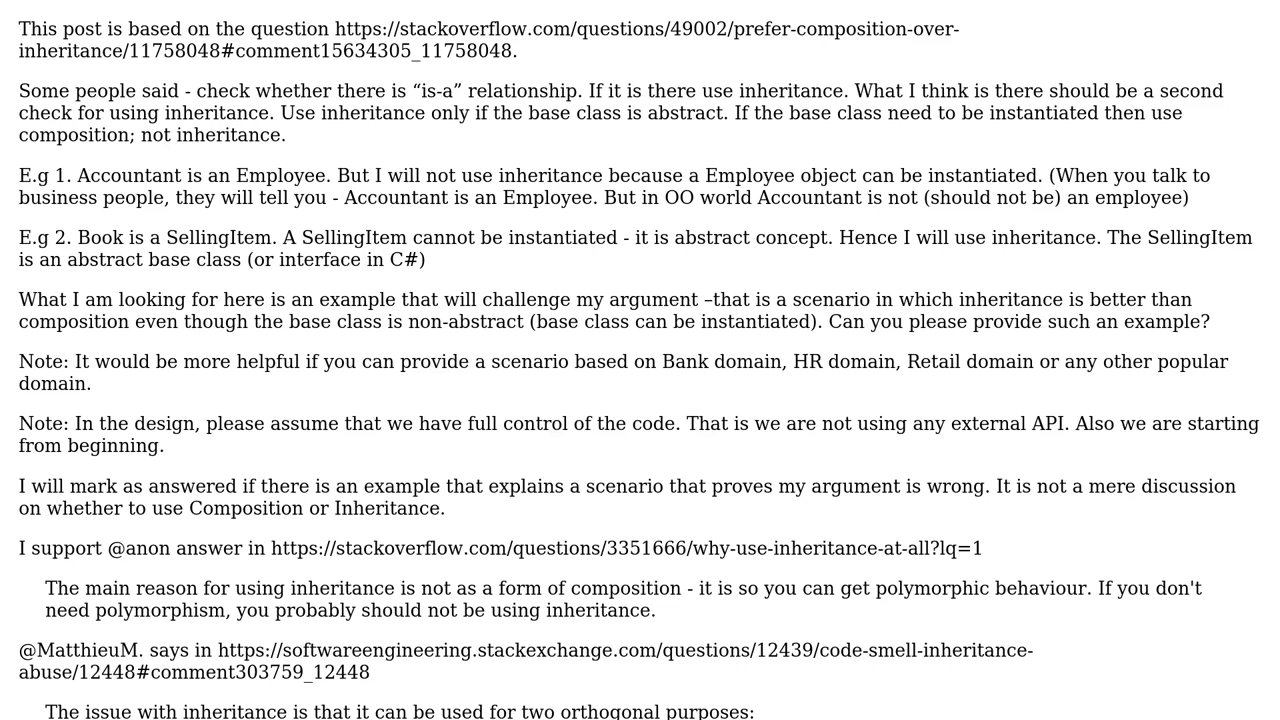 This post is based on the question https://stackoverflow.com/questions/49002/prefer-composition-over-
inheritance/11758048#comment15634305_11758048.
Some people said - check whether there is “is-a” relationship. If it is there use inheritance. What I think is there should be a second
check for using inheritance. Use inheritance only if the base class is abstract. If the base class need to be instantiated then use
composition; not inheritance.
E.g 1. Accountant is an Employee. But I will not use inheritance because a Employee object can be instantiated. (When you talk to
business people, they will tell you - Accountant is an Employee. But in OO world Accountant is not (should not be) an employee)
E.g 2. Book is a SellingItem. A SellingItem cannot be instantiated - it is abstract concept. Hence I will use inheritance. The SellingItem
is an abstract base class (or interface in C#)
What I am looking for here is an example that will challenge my argument –that is a scenario in which inheritance is better than
composition even though the base class is non-abstract (base class can be instantiated). Can you please provide such an example?
Note: It would be more helpful if you can provide a scenario based on Bank domain, HR domain, Retail domain or any other popular
domain.
Note: In the design, please assume that we have full control of the code. That is we are not using any external API. Also we are starting
from beginning.
I will mark as answered if there is an example that explains a scenario that proves my argument is wrong. It is not a mere discussion
on whether to use Composition or Inheritance.
I support @anon answer in https://stackoverflow.com/questions/3351666/why-use-inheritance-at-all?lq=1
The main reason for using inheritance is not as a form of composition - it is so you can get polymorphic behaviour. If you don't
need polymorphism, you probably should not be using inheritance.
@MatthieuM. says in https://softwareengineering.stackexchange.com/questions/12439/code-smell-inheritance-
abuse/12448#comment303759_12448
The issue with inheritance is that it can be used for two orthogonal purposes: